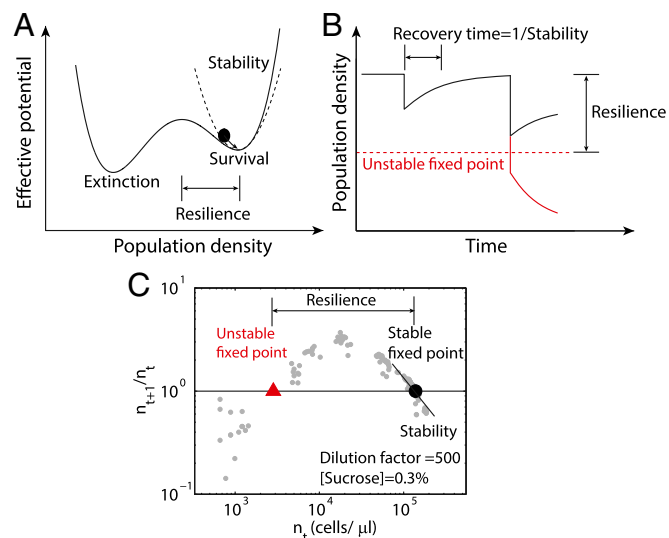 A
Effective potential
Stability
Survival
Extinction
Resilience
Population density
B
Population density
Recovery time=1/Stability
Resilience
Unstable fixed point
Time
C
Resilience
Unstable
fixed point
Stable
fixed point
Stability
Dilution factor =500
[Sucrose]=0.3%
nt+1/nt
10¹
10⁰
10⁻¹
10³
10⁴
10⁵
nt (cells/ μl)